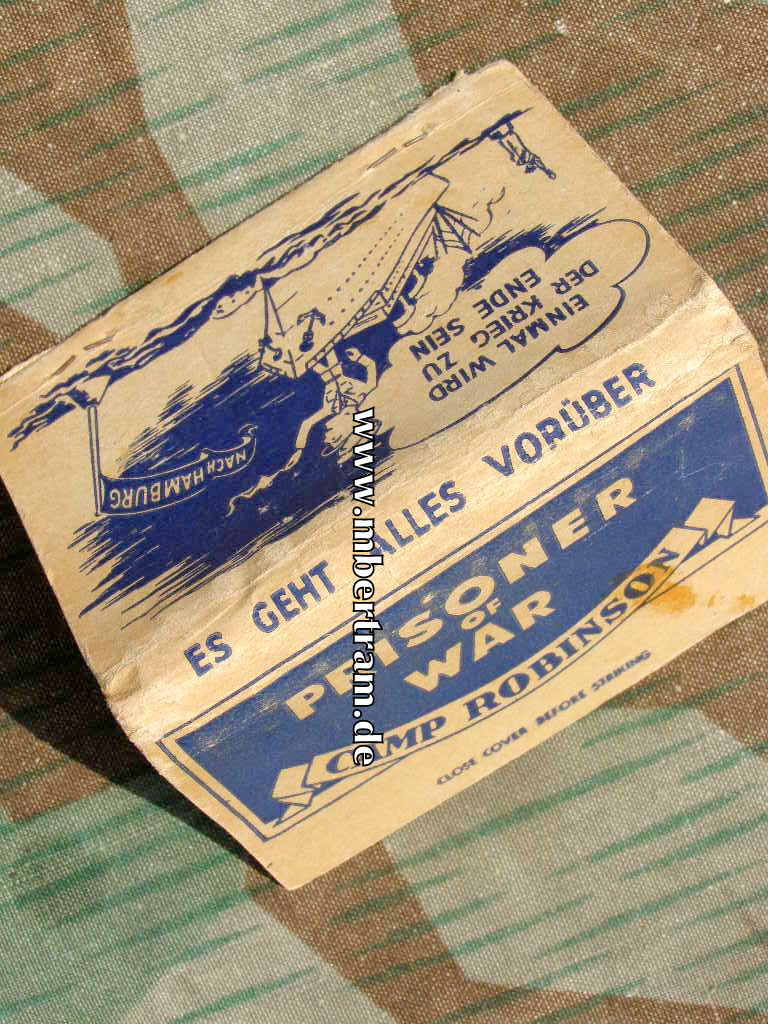 EINMAL WIRD
DER KRIEG
ZU
ENDE SEIN
NACH HAMBURG
ES GEHT ALLES VORÜBER
PRISONER
OF
WAR
CAMP ROBINSON
CLOSE COVER BEFORE STRIKING
www.mbertram.de